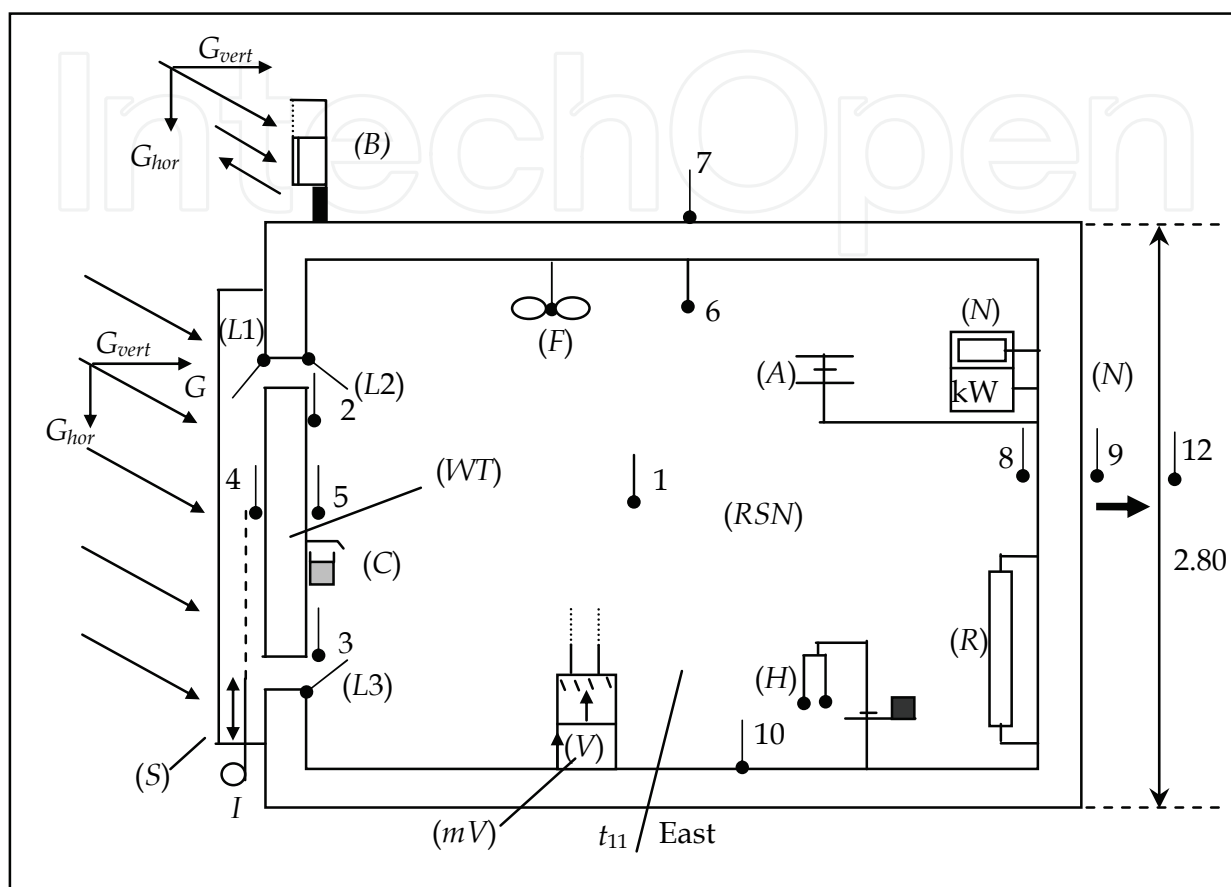 IntechOpen
G_vert
G_hor
(B)
7
(L1)
G_vert
G
G_hor
(L2)
2
(F)
6
(A)
(N)
kW
(N)
4
5
(WT)
1
(RSN)
8
9
12
(C)
2.80
3
(L3)
(H)
(R)
10
(V)
(S)
I
(mV)
t_11
East